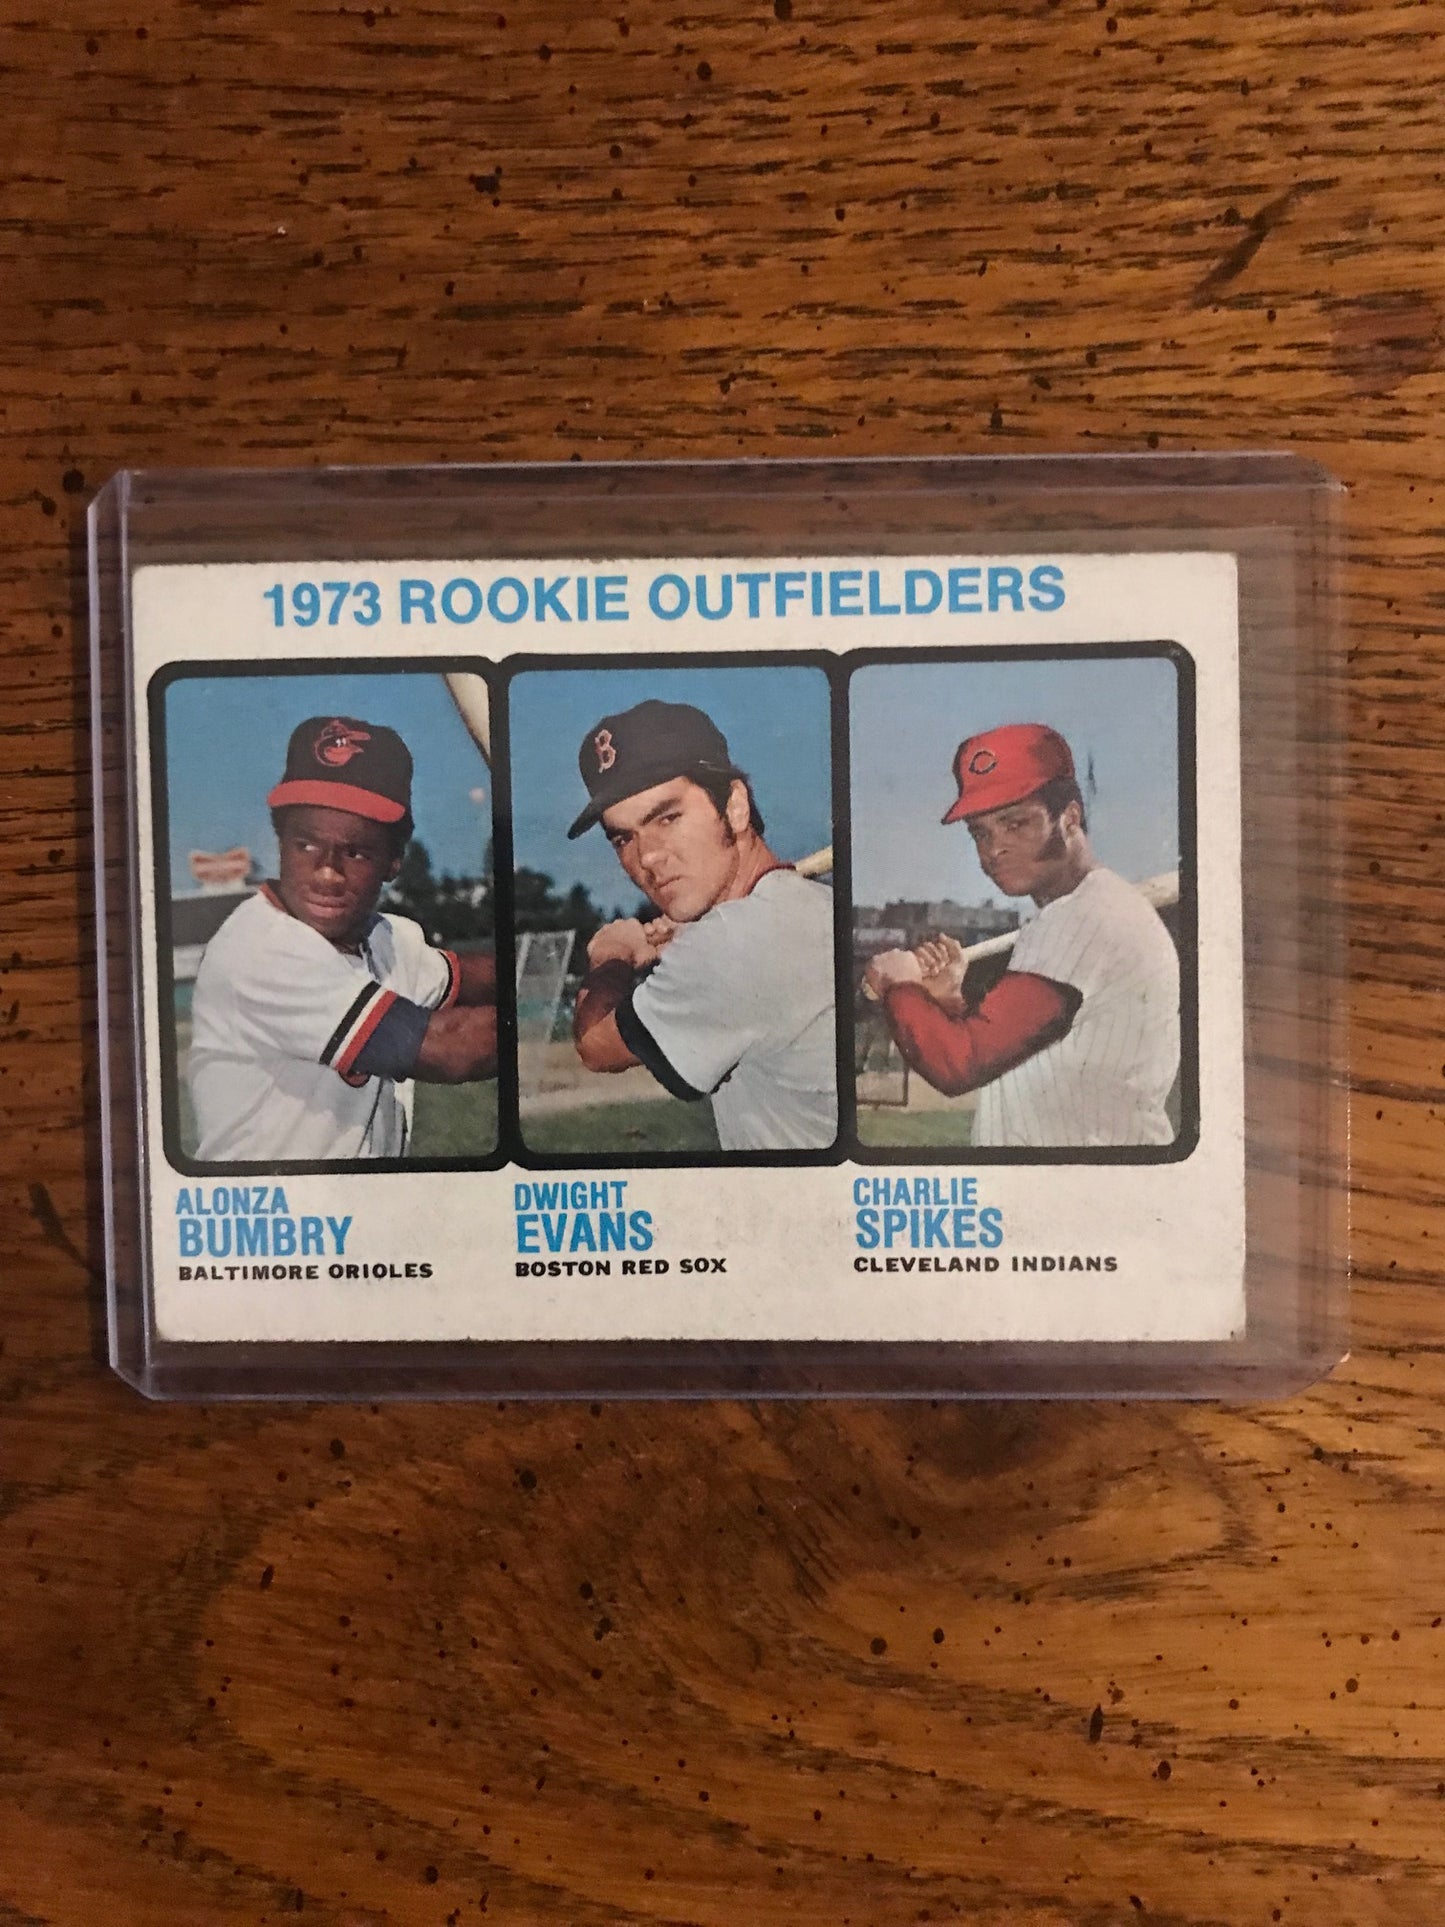 1973 ROOKIE OUTFIELDERS
B
C
ALONZA
BUMBRY
BALTIMORE ORIOLES
DWIGHT
EVANS
BOSTON RED SOX
CHARLIE
SPIKES
CLEVELAND INDIANS